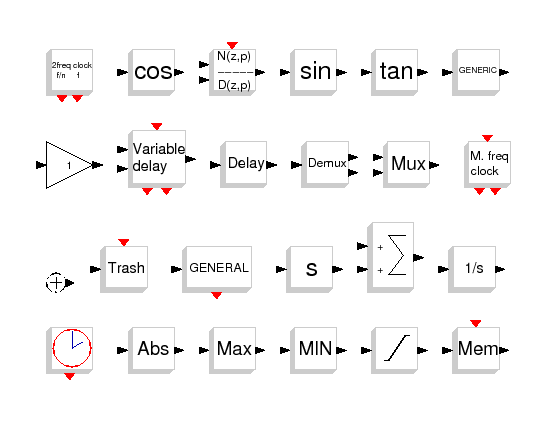 2freq clock
f/n f
cos
N(z,p)
-----
D(z,p)
sin
tan
GENERIC
1
Variable
delay
Delay
Demux
Mux
M. freq
clock
Trash
GENERAL
s
+
+
1/s
Abs
Max
MIN
Mem